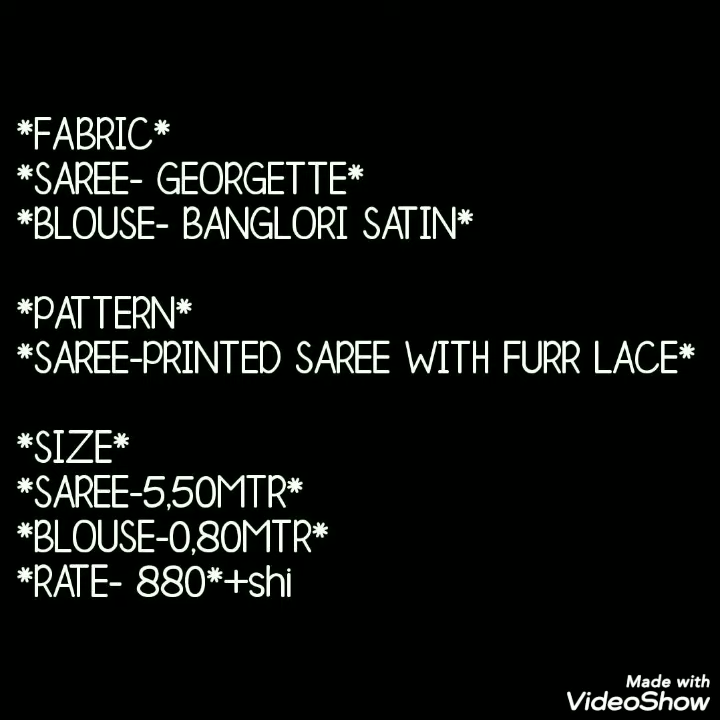 *FABRIC*
*SAREE- GEORGETTE*
*BLOUSE- BANGLORI SATIN*
*PATTERN*
*SAREE-PRINTED SAREE WITH FURR LACE*
*SIZE*
*SAREE-5,50MTR*
*BLOUSE-0,80MTR*
*RATE- 880*+shi
Made with
VideoShow